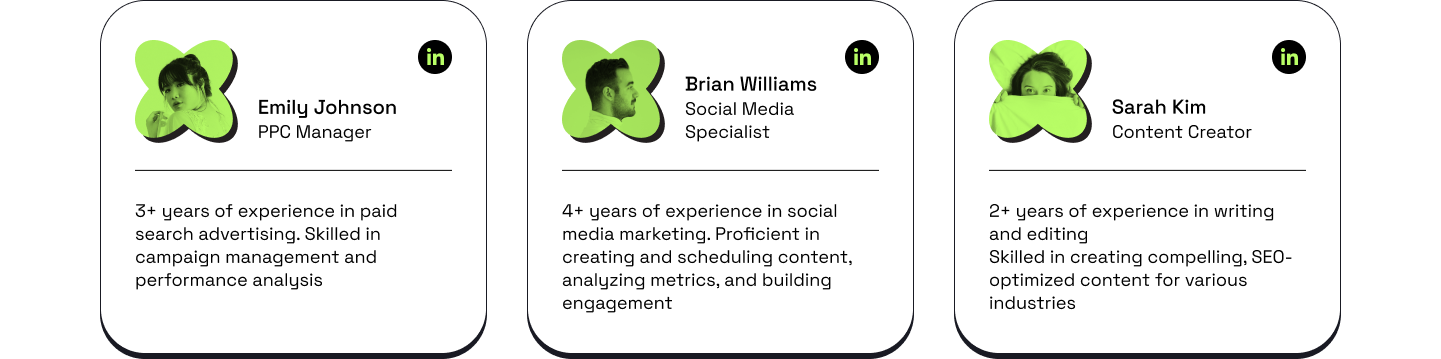 in
Emily Johnson
PPC Manager
3+ years of experience in paid
search advertising. Skilled in
campaign management and
performance analysis
in
Brian Williams
Social Media
Specialist
4+ years of experience in social
media marketing. Proficient in
creating and scheduling content,
analyzing metrics, and building
engagement
in
Sarah Kim
Content Creator
2+ years of experience in writing
and editing
Skilled in creating compelling, SEO-
optimized content for various
industries